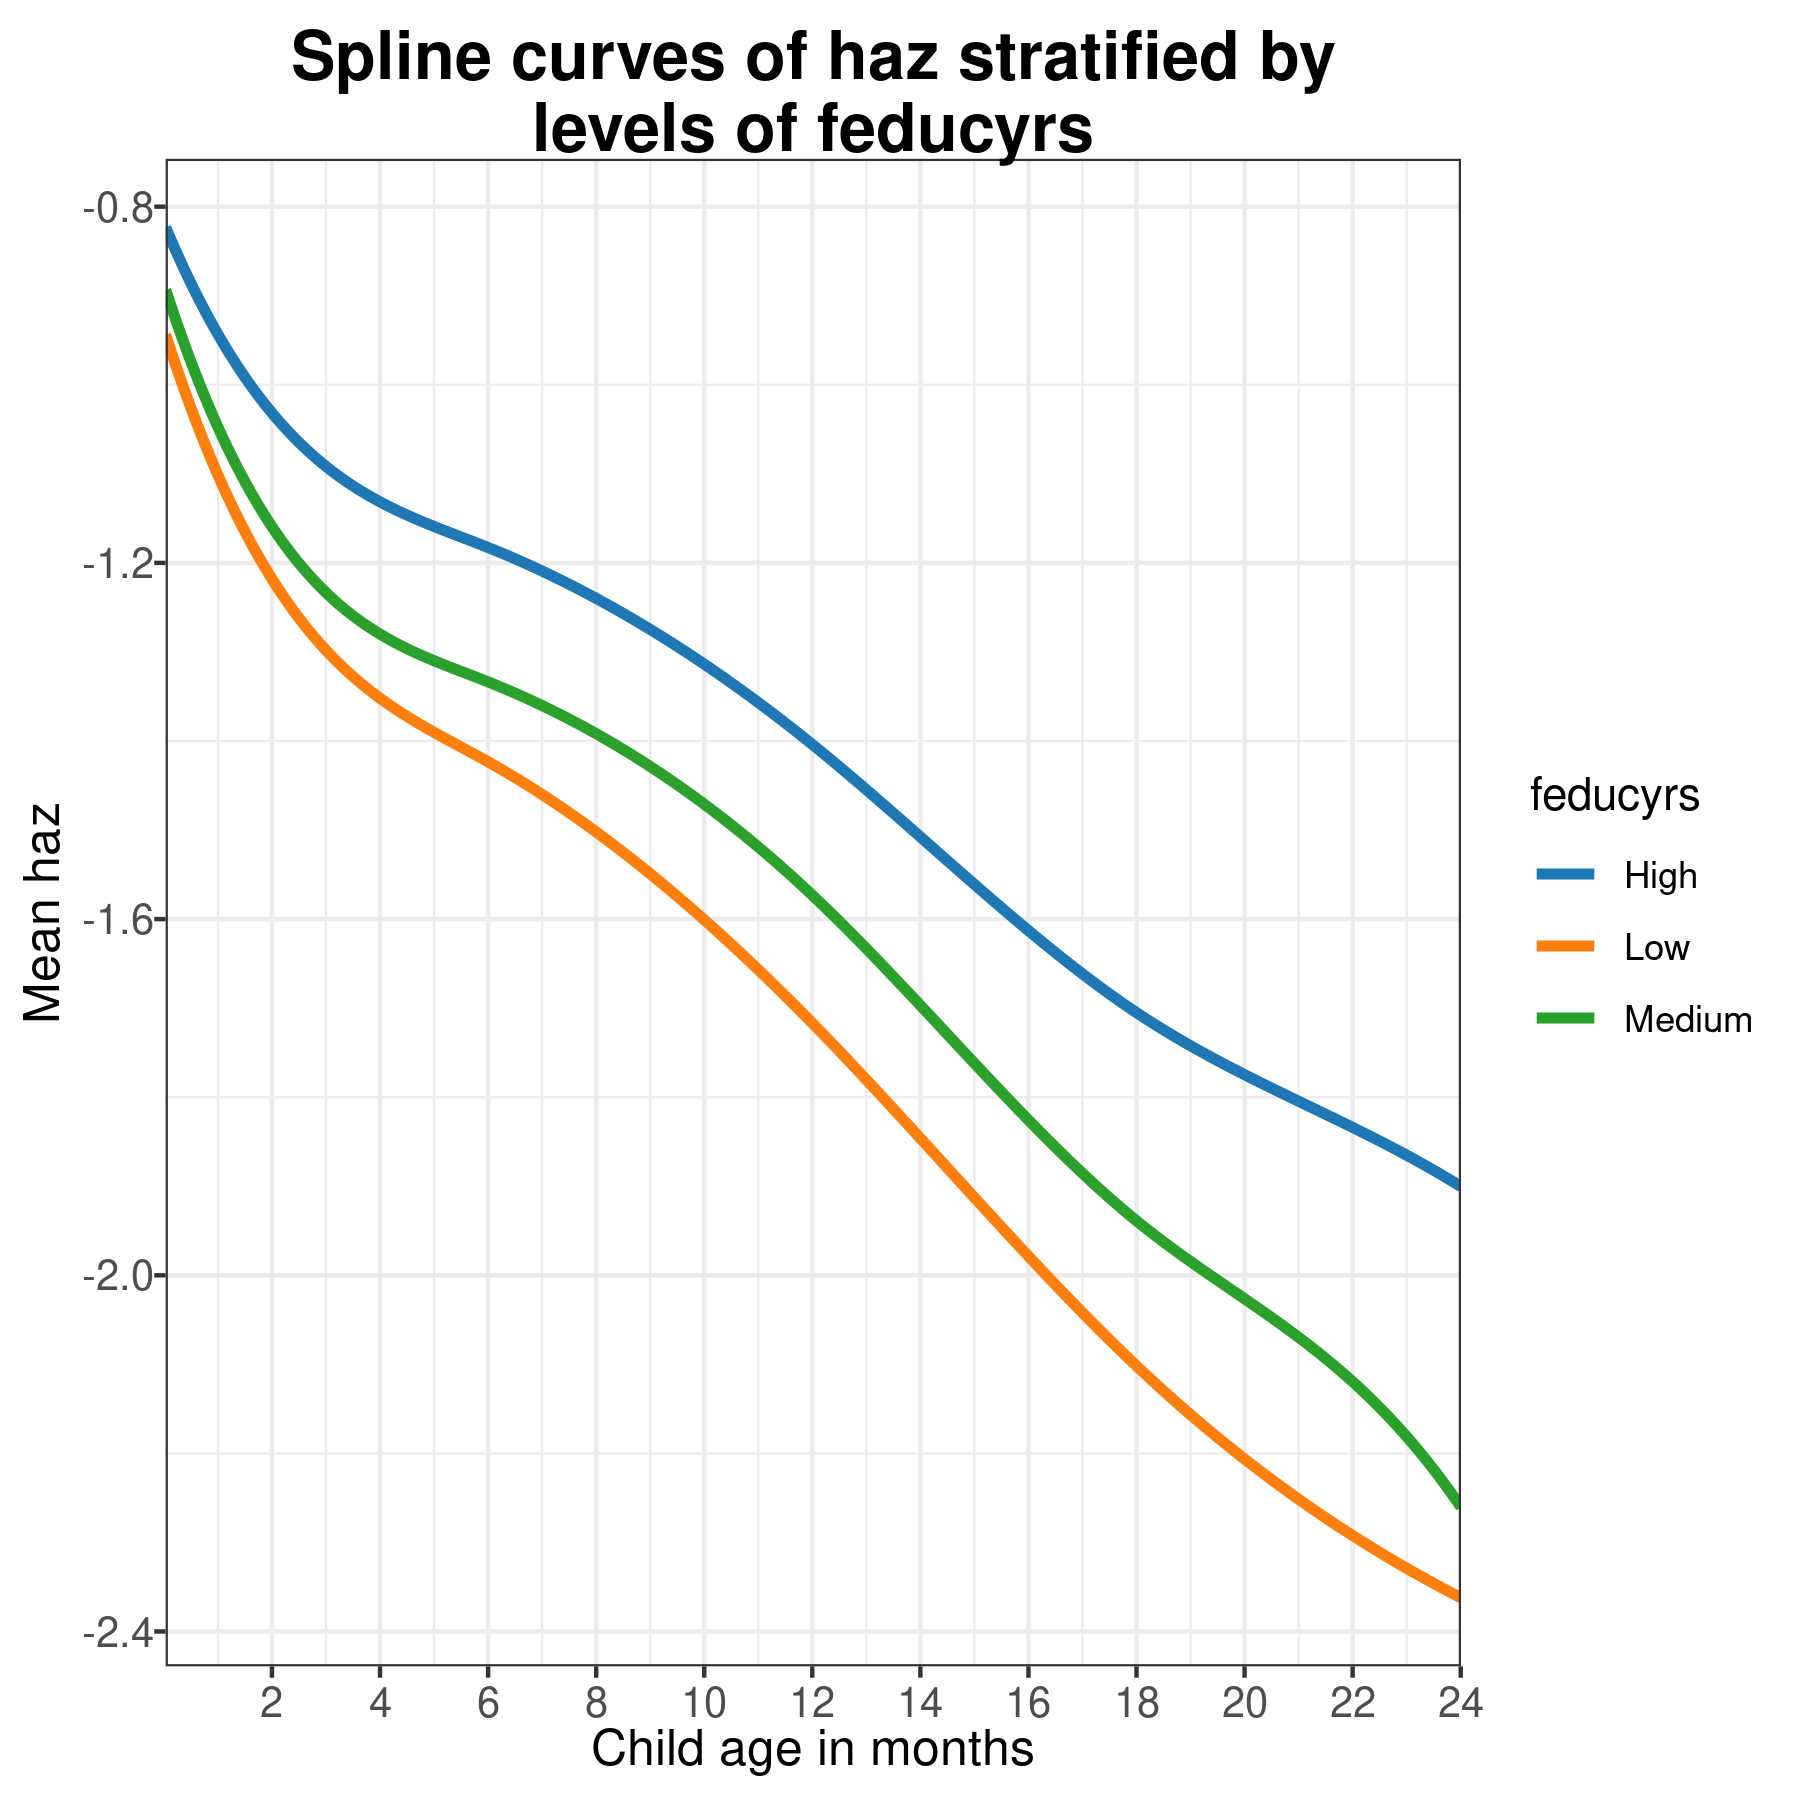 Spline curves of haz stratified by
levels of feducyrs
Mean haz
-0.8
-1.2
-1.6
-2.0
-2.4
2 4 6 8 10 12 14 16 18 20 22 24
Child age in months
feducyrs
High
Low
Medium